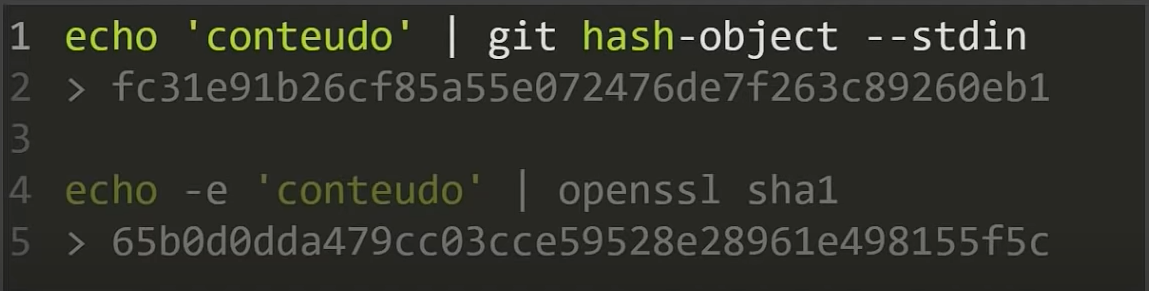 1 echo 'conteudo' | git hash-object --stdin
2 > fc31e91b26cf85a55e072476de7f263c89260eb1
3
4 echo -e 'conteudo' | openssl sha1
5 > 65b0d0dda479cc03cce59528e28961e498155f5c